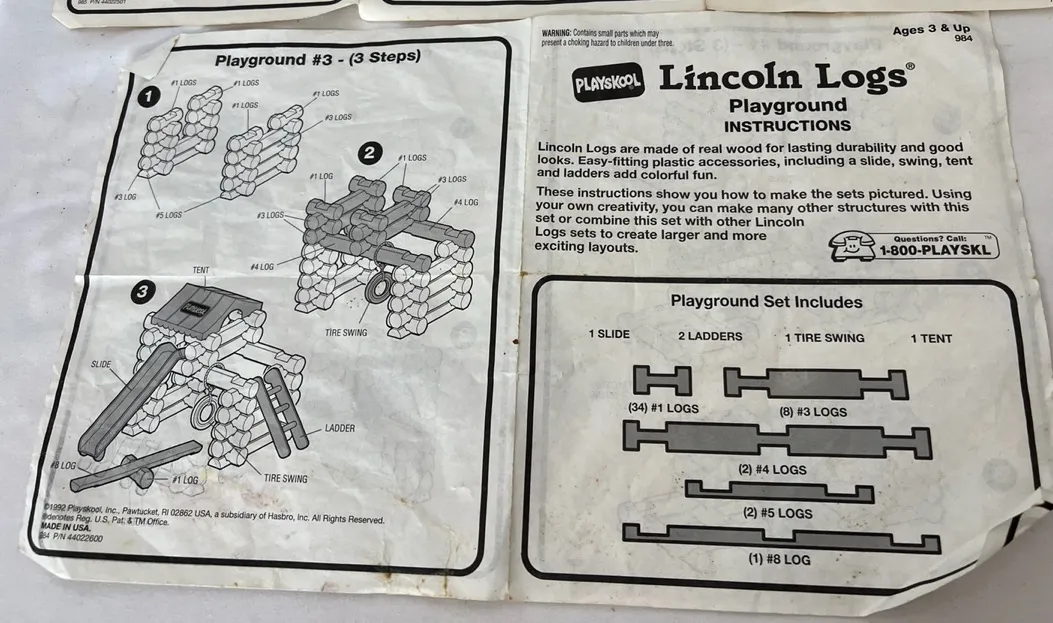 985 P/N 44022501
Playground #3 - (3 Steps)
1
#1 LOGS
#1 LOGS
#1 LOGS
#1 LOGS
#3 LOGS
#3 LOG
#5 LOGS
2
#1 LOGS
#1 LOG
#3 LOGS
#4 LOG
#3 LOGS
#4 LOG
TIRE SWING
3
TENT
PLAYSKOOL
SLIDE
LADDER
#8 LOG
#1 LOG
TIRE SWING
©1992 Playskool, Inc., Pawtucket, RI 02862 USA, a subsidiary of Hasbro, Inc. All Rights Reserved.
®denotes Reg. U.S. Pat. & TM Office.
MADE IN USA.
984 P/N 44022600
WARNING: Contains small parts which may
present a choking hazard to children under three.
Ages 3 & Up
984
PLAYSKOOL
Lincoln Logs®
Playground
INSTRUCTIONS
Lincoln Logs are made of real wood for lasting durability and good
looks. Easy-fitting plastic accessories, including a slide, swing, tent
and ladders add colorful fun.
These instructions show you how to make the sets pictured. Using
your own creativity, you can make many other structures with this
set or combine this set with other Lincoln
Logs sets to create larger and more
exciting layouts.
Questions? Call: ™
1-800-PLAYSKL
Playground Set Includes
1 SLIDE 2 LADDERS 1 TIRE SWING 1 TENT
(34) #1 LOGS (8) #3 LOGS
(2) #4 LOGS
(2) #5 LOGS
(1) #8 LOG